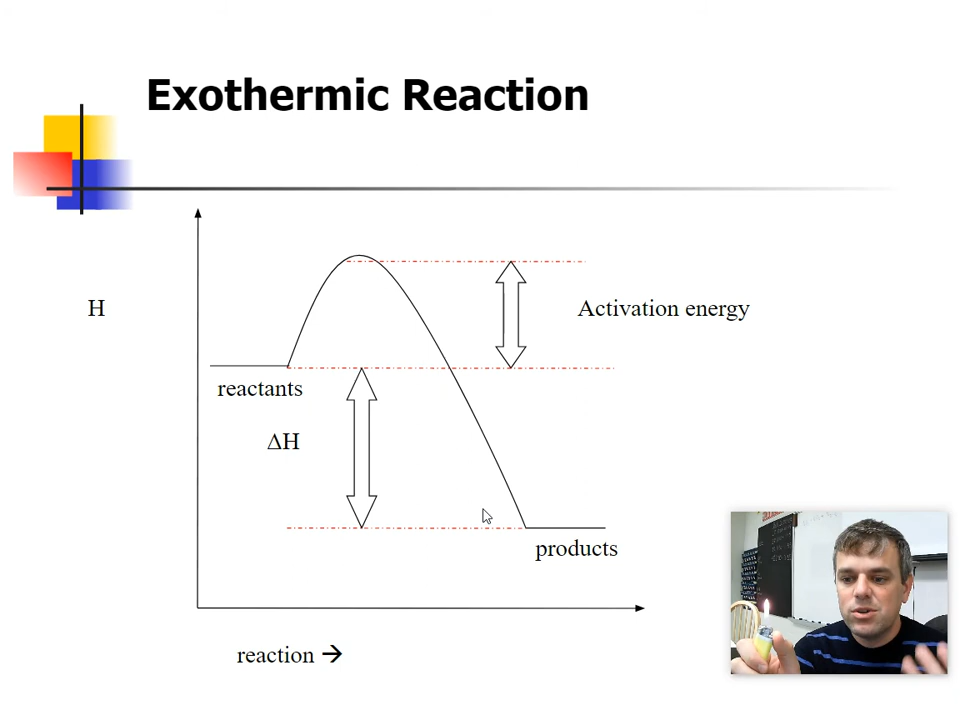 Exothermic Reaction
H
Activation energy
reactants
ΔH
products
reaction →